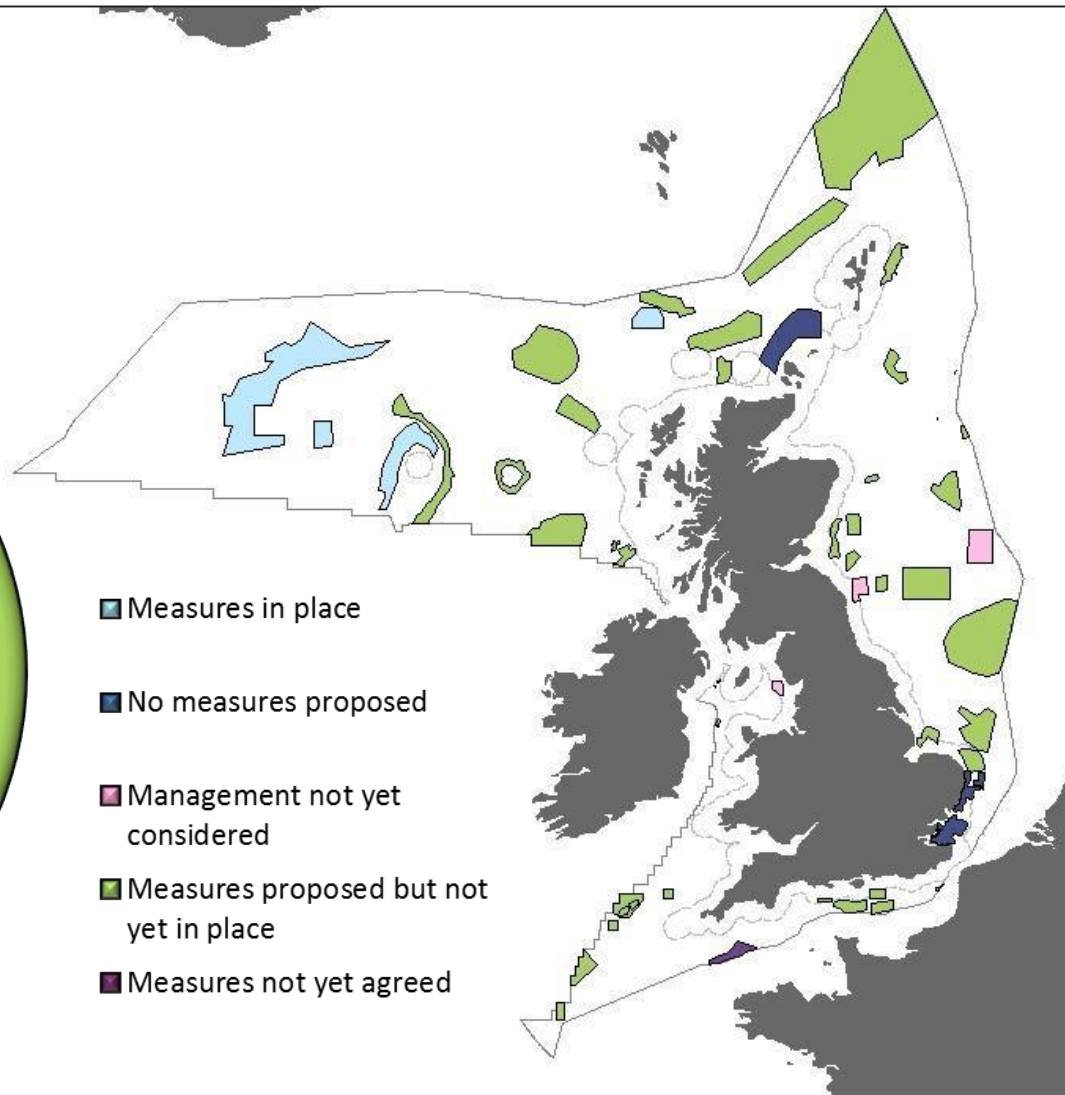 Measures in place
No measures proposed
Management not yet
considered
Measures proposed but not
yet in place
Measures not yet agreed